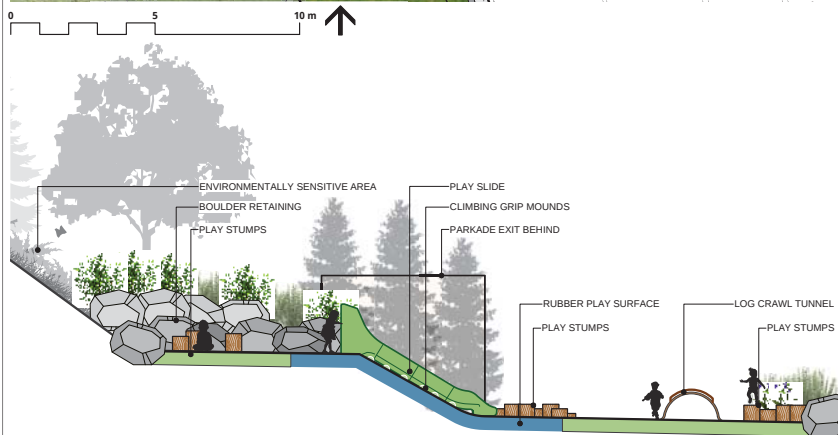 0 5 10 m
ENVIRONMENTALLY SENSITIVE AREA
BOULDER RETAINING
PLAY STUMPS
PLAY SLIDE
CLIMBING GRIP MOUNDS
PARKADE EXIT BEHIND
RUBBER PLAY SURFACE
PLAY STUMPS
LOG CRAWL TUNNEL
PLAY STUMPS